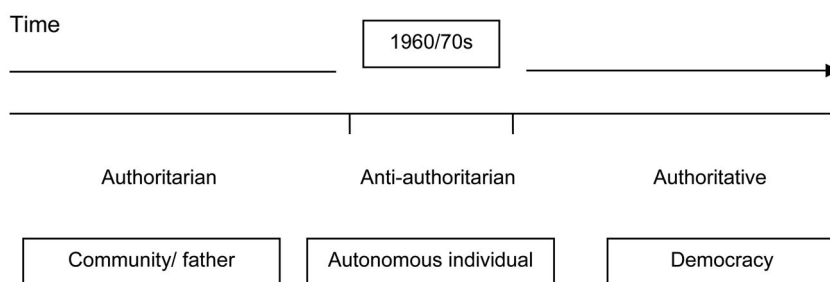 Time
1960/70s
Authoritarian Anti-authoritarian Authoritative
Community/ father Autonomous individual Democracy